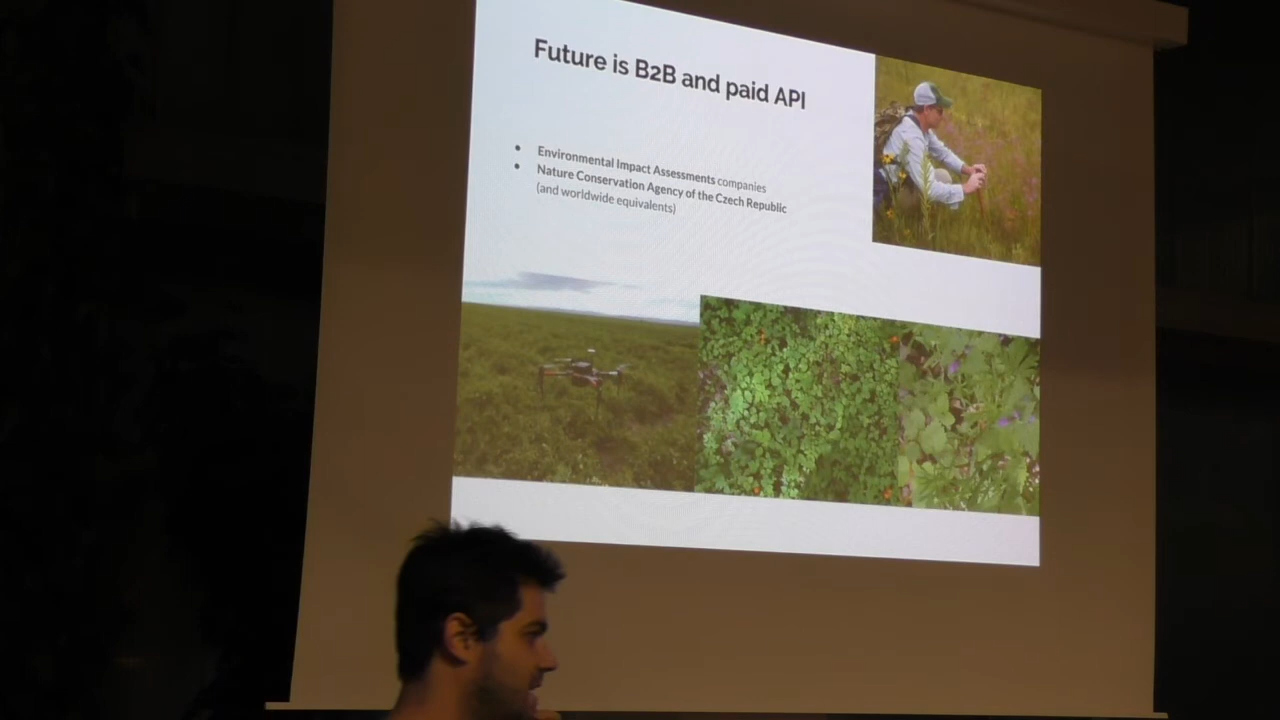 Future is B2B and paid API
• Environmental Impact Assessments companies
• Nature Conservation Agency of the Czech Republic
(and worldwide equivalents)